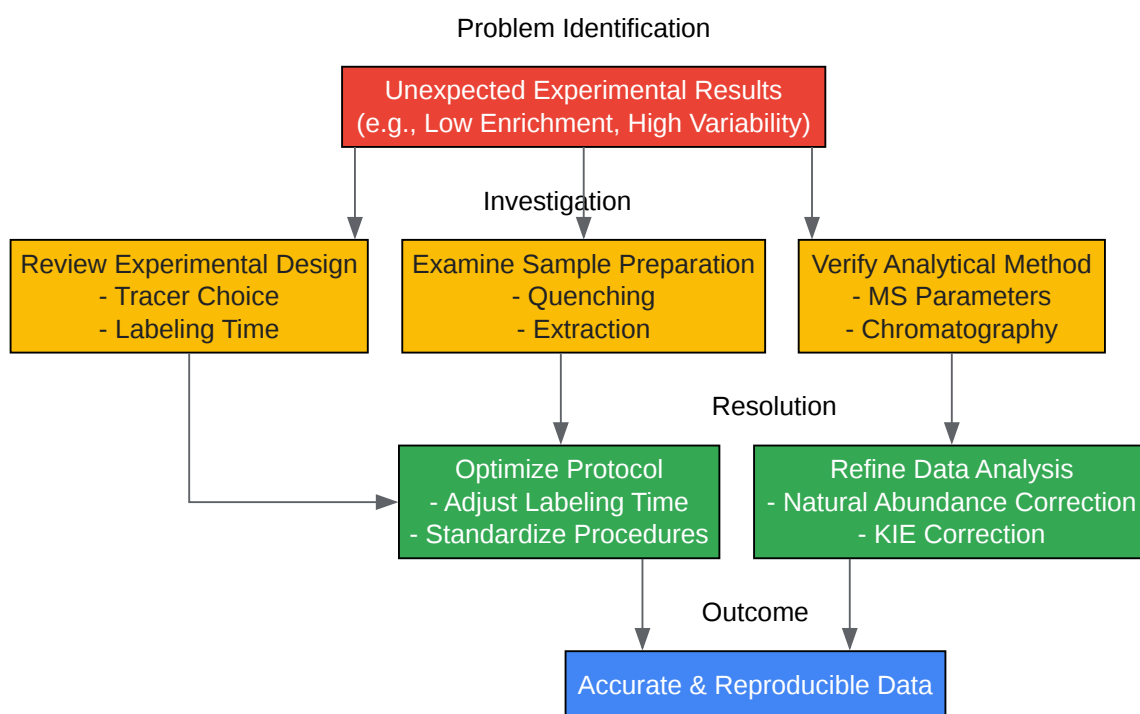 Problem Identification
Unexpected Experimental Results
(e.g., Low Enrichment, High Variability)
Investigation
Review Experimental Design
- Tracer Choice
- Labeling Time
Examine Sample Preparation
- Quenching
- Extraction
Verify Analytical Method
- MS Parameters
- Chromatography
Resolution
Optimize Protocol
- Adjust Labeling Time
- Standardize Procedures
Refine Data Analysis
- Natural Abundance Correction
- KIE Correction
Outcome
Accurate & Reproducible Data